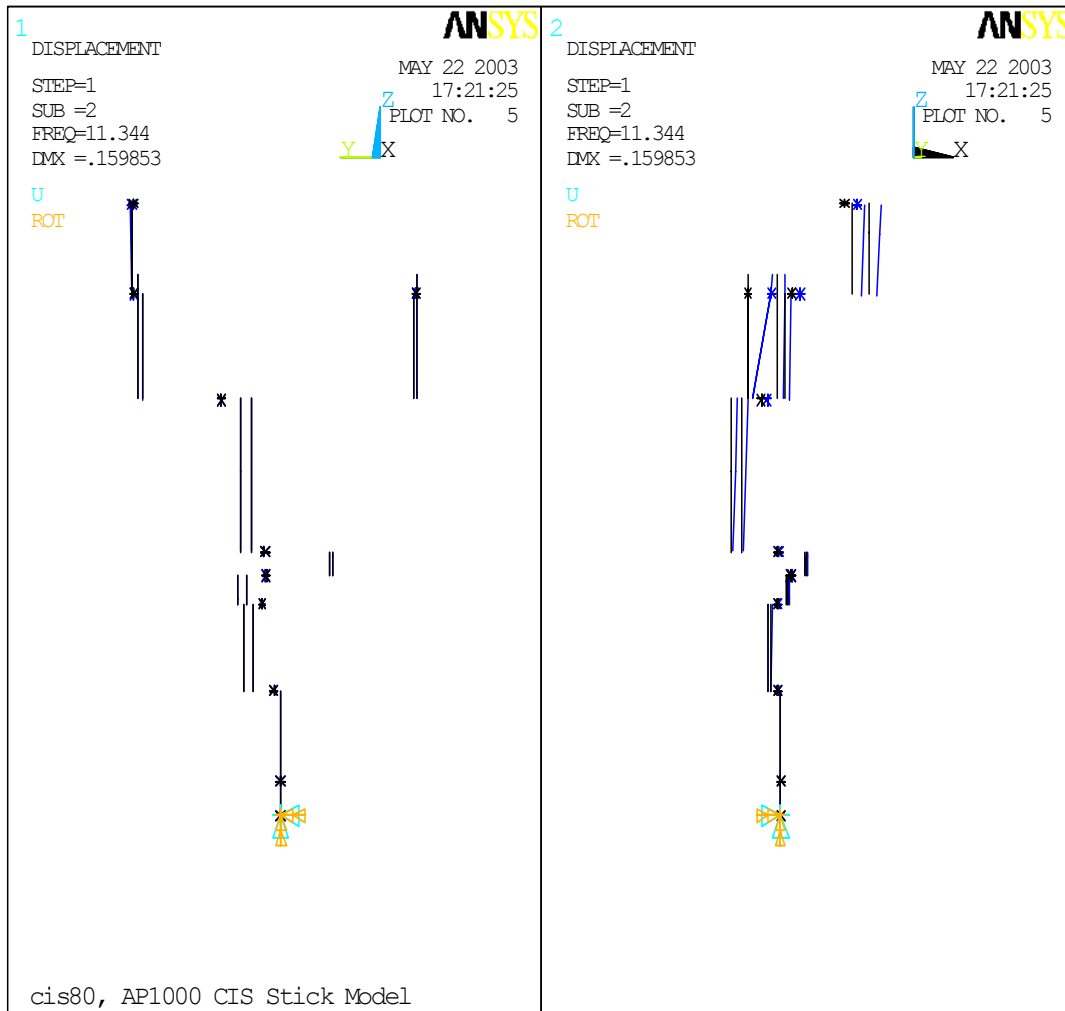 1
ANSYS
DISPLACEMENT
MAY 22 2003
STEP=1
17:21:25
SUB =2
Z
PLOT NO. 5
FREQ=11.344
DMX =.159853
Y
X
U
ROT
cis80, AP1000 CIS Stick Model
2
ANSYS
DISPLACEMENT
MAY 22 2003
STEP=1
17:21:25
SUB =2
Z
PLOT NO. 5
FREQ=11.344
DMX =.159853
Y
X
U
ROT